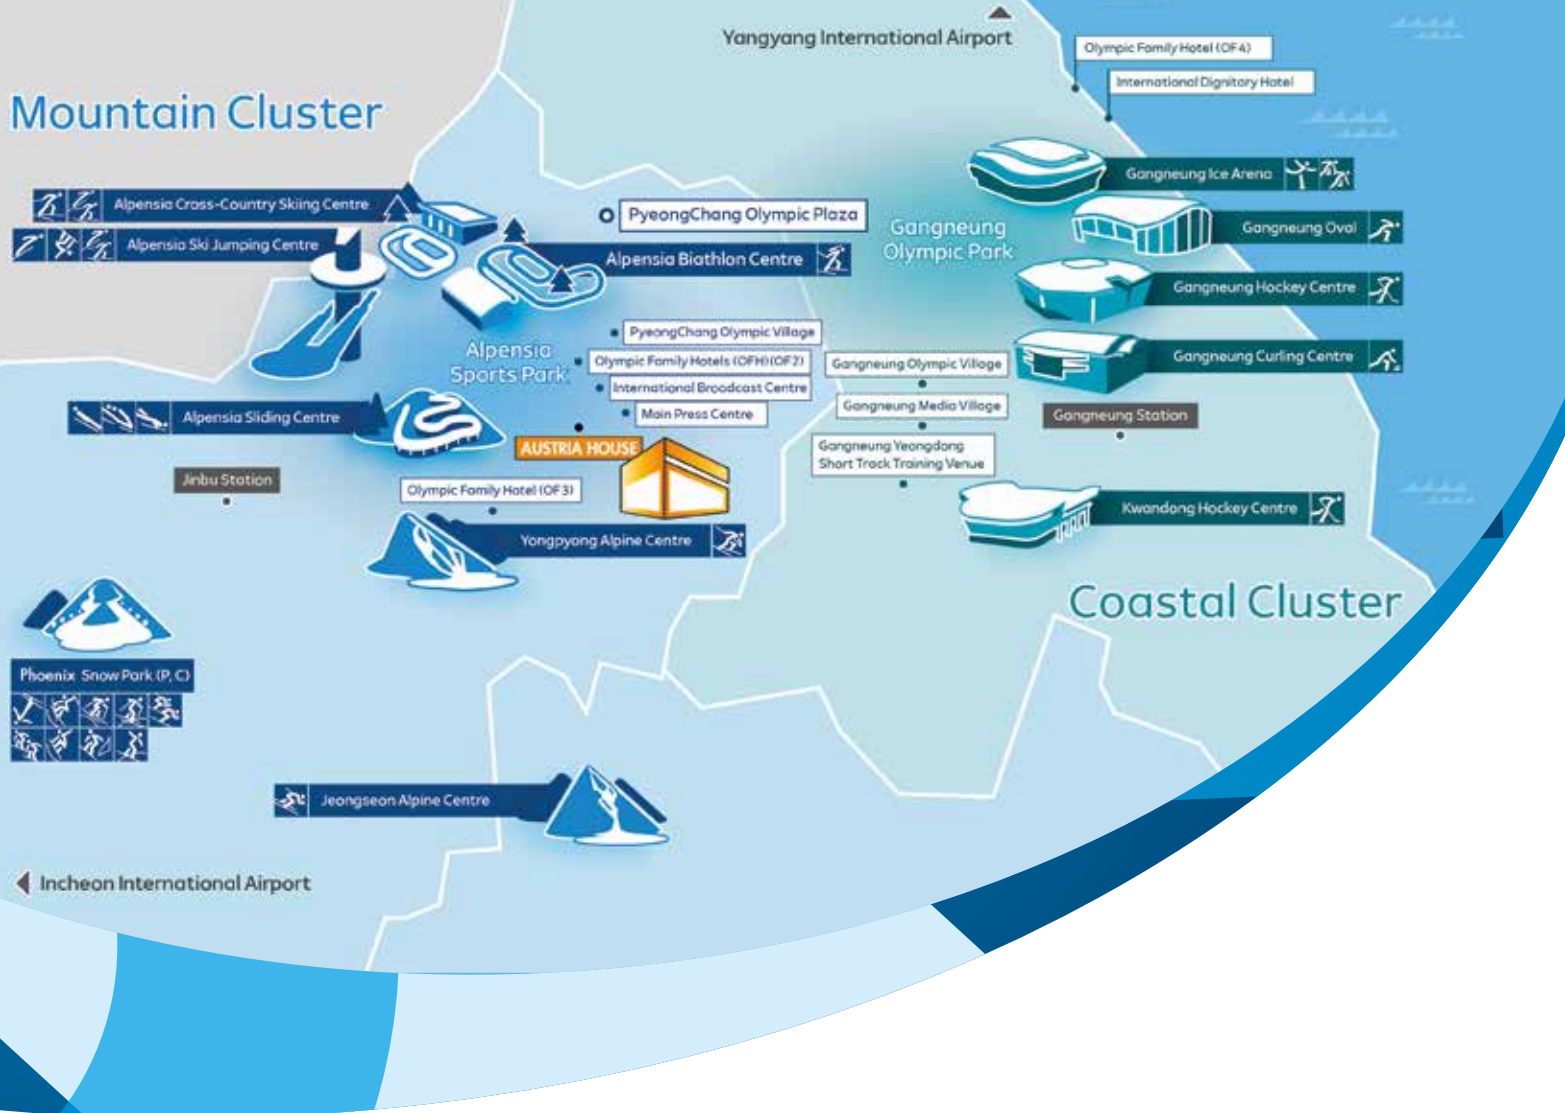 Yangyang International Airport
Olympic Family Hotel (OF4)
International Dignitary Hotel
Mountain Cluster
Gangneung Ice Arena
Alpensia Cross-Country Skiing Centre
PyeongChang Olympic Plaza
Gangneung
Olympic Park
Gangneung Oval
Alpensia Ski Jumping Centre
Alpensia Biathlon Centre
Gangneung Hockey Centre
PyeongChang Olympic Village
Alpensia
Sports Park
Olympic Family Hotels (OFH)(OF2)
Gangneung Olympic Village
Gangneung Curling Centre
International Broadcast Centre
Main Press Centre
Gangneung Media Village
Gangneung Station
Alpensia Sliding Centre
AUSTRIA HOUSE
Gangneung Yeongdong
Short Track Training Venue
Jinbu Station
Olympic Family Hotel (OF3)
Kwandong Hockey Centre
Yongpyong Alpine Centre
Coastal Cluster
Phoenix Snow Park (P, C)
Jeongseon Alpine Centre
Incheon International Airport